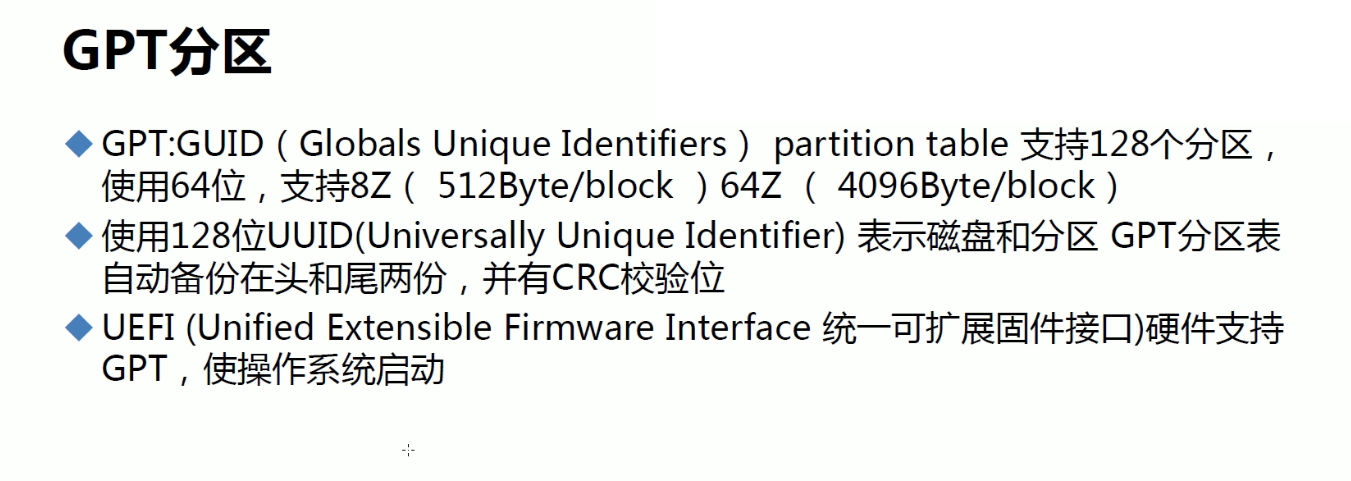 GPT分区
GPT:GUID（Globals Unique Identifiers） partition table 支持128个分区，
使用64位，支持8Z（ 512Byte/block ）64Z （ 4096Byte/block）
使用128位UUID(Universally Unique Identifier) 表示磁盘和分区 GPT分区表
自动备份在头和尾两份，并有CRC校验位
UEFI (Unified Extensible Firmware Interface 统一可扩展固件接口)硬件支持
GPT，使操作系统启动